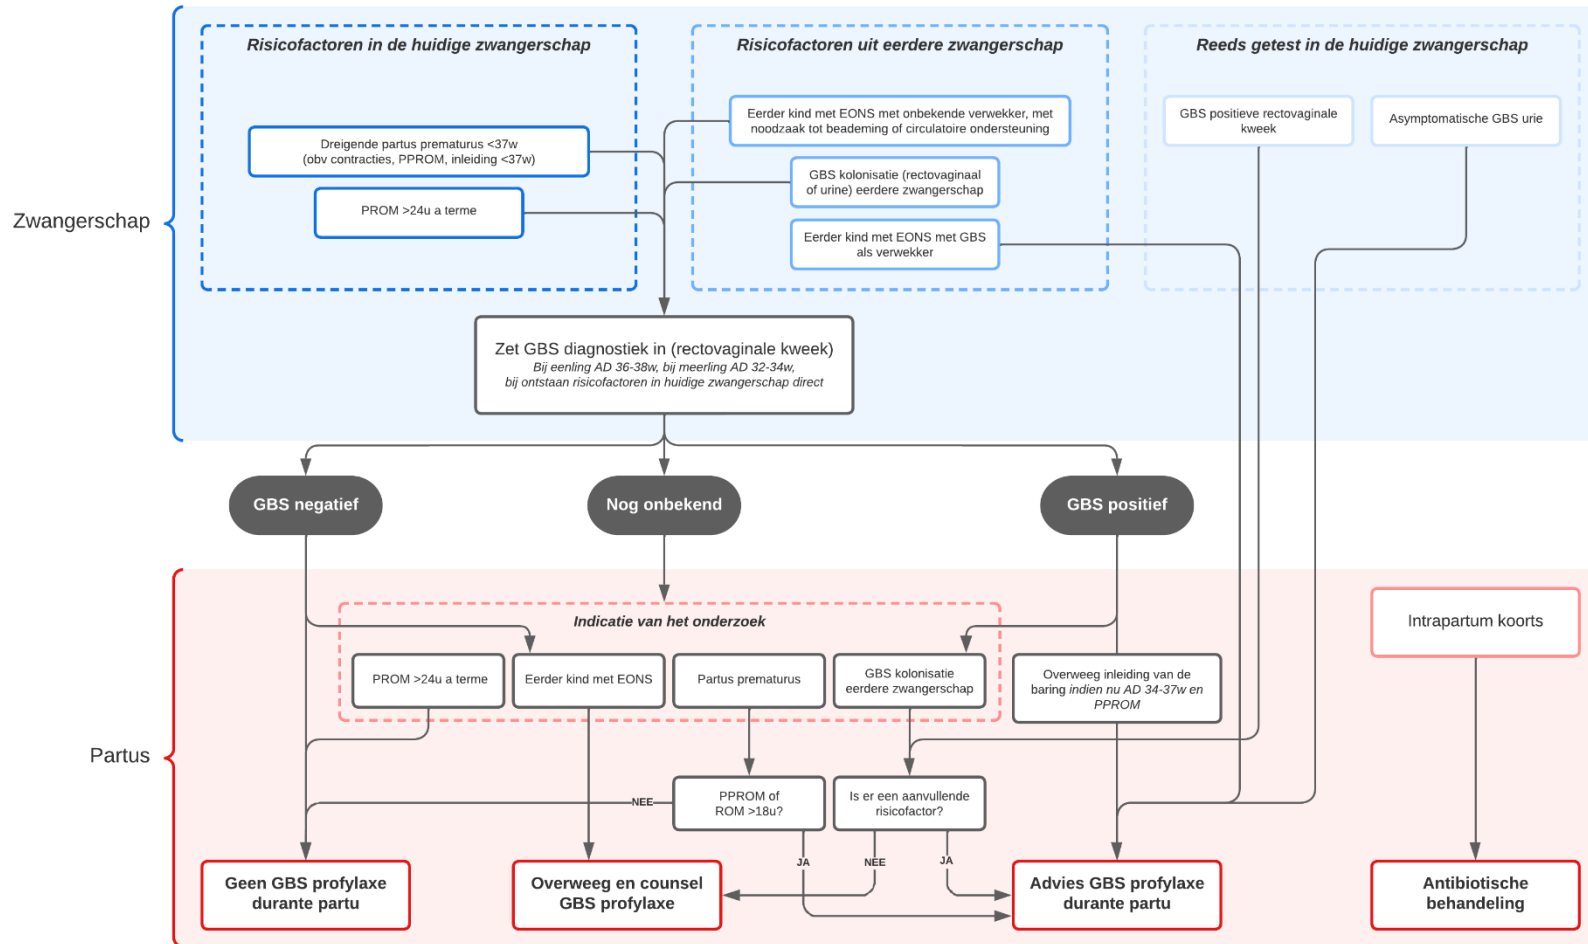 Risicofactoren in de huidige zwangerschap
Risicofactoren uit eerdere zwangerschap
Reeds getest in de huidige zwangerschap
Dreigende partus prematurus <37w
(obv contracties, PPROM, inleiding <37w)
PROM >24u a terme
Eerder kind met EONS met onbekende verwekker, met
noodzaak tot beademing of circulatoire ondersteuning
GBS kolonisatie (rectovaginaal
of urine) eerdere zwangerschap
Eerder kind met EONS met GBS
als verwekker
GBS positieve rectovaginale
kweek
Asymptomatische GBS urie
Zwangerschap
Zet GBS diagnostiek in (rectovaginale kweek)
Bij eenling AD 36-38w, bij meerling AD 32-34w,
bij ontstaan risicofactoren in huidige zwangerschap direct
GBS negatief
Nog onbekend
GBS positief
Indicatie van het onderzoek
PROM >24u a terme
Eerder kind met EONS
Partus prematurus
GBS kolonisatie
eerdere zwangerschap
Overweeg inleiding van de
baring indien nu AD 34-37w en
PPROM
Intrapartum koorts
Partus
PPROM of
ROM >18u?
Is er een aanvullende
risicofactor?
NEE
JA
NEE
JA
Geen GBS profylaxe
durante partu
Overweeg en counsel
GBS profylaxe
Advies GBS profylaxe
durante partu
Antibiotische
behandeling